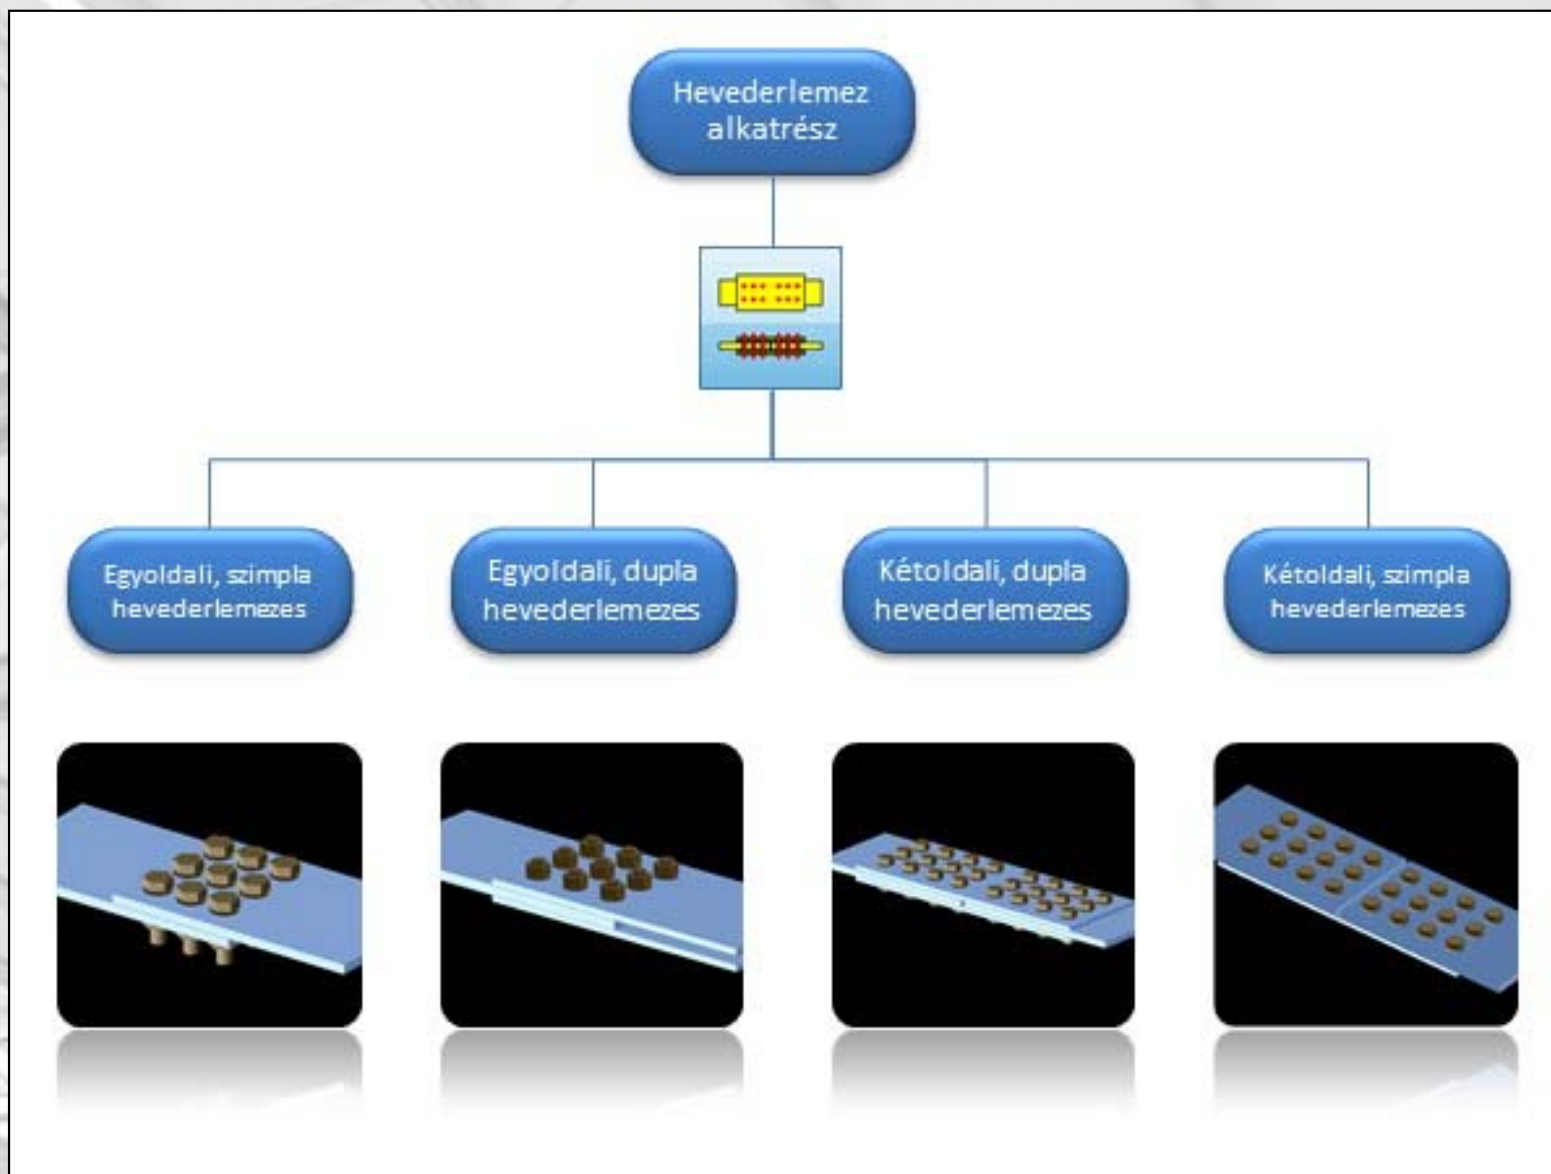 Hevederlemez
alkatrész
Egyoldali, szimpla
hevederlemezes
Egyoldali, dupla
hevederlemezes
Kétoldali, dupla
hevederlemezes
Kétoldali, szimpla
hevederlemezes